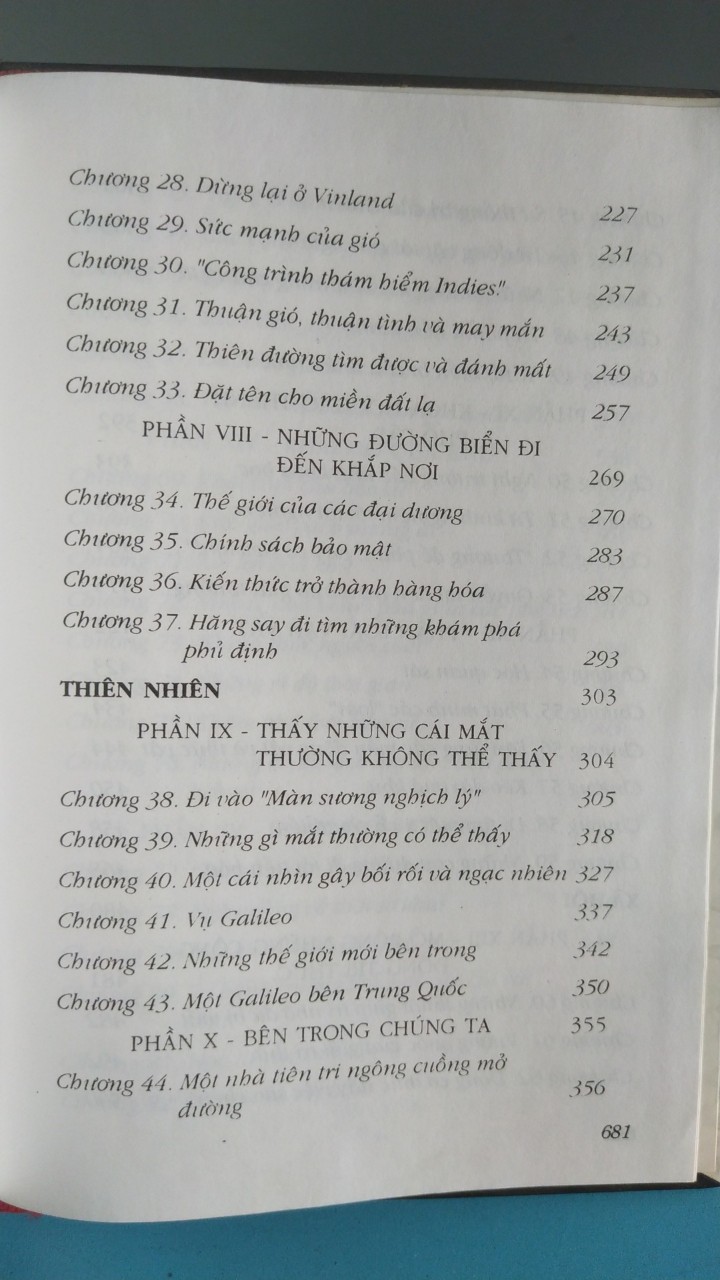 Chương 28. Dừng lại ở Vinland 227
Chương 29. Sức mạnh của gió 231
Chương 30. "Công trình thám hiểm Indies." 237
Chương 31. Thuận gió, thuận tình và may mắn 243
Chương 32. Thiên đường tìm được và đánh mất 249
Chương 33. Đặt tên cho miền đất lạ 257
PHẦN VIII - NHỮNG ĐƯỜNG BIỂN ĐI
ĐẾN KHẮP NƠI 269
Chương 34. Thế giới của các đại dương 270
Chương 35. Chính sách bảo mật 283
Chương 36. Kiến thức trở thành hàng hóa 287
Chương 37. Hăng say đi tìm những khám phá
phủ định 293
THIÊN NHIÊN 303
PHẦN IX - THẤY NHỮNG CÁI MẮT
THƯỜNG KHÔNG THỂ THẤY 304
Chương 38. Đi vào "Màn sương nghịch lý" 305
Chương 39. Những gì mắt thường có thể thấy 318
Chương 40. Một cái nhìn gây bối rối và ngạc nhiên 327
Chương 41. Vụ Galileo 337
Chương 42. Những thế giới mới bên trong 342
Chương 43. Một Galileo bên Trung Quốc 350
PHẦN X - BÊN TRONG CHÚNG TA 355
Chương 44. Một nhà tiên tri ngông cuồng mở
đường 356
681